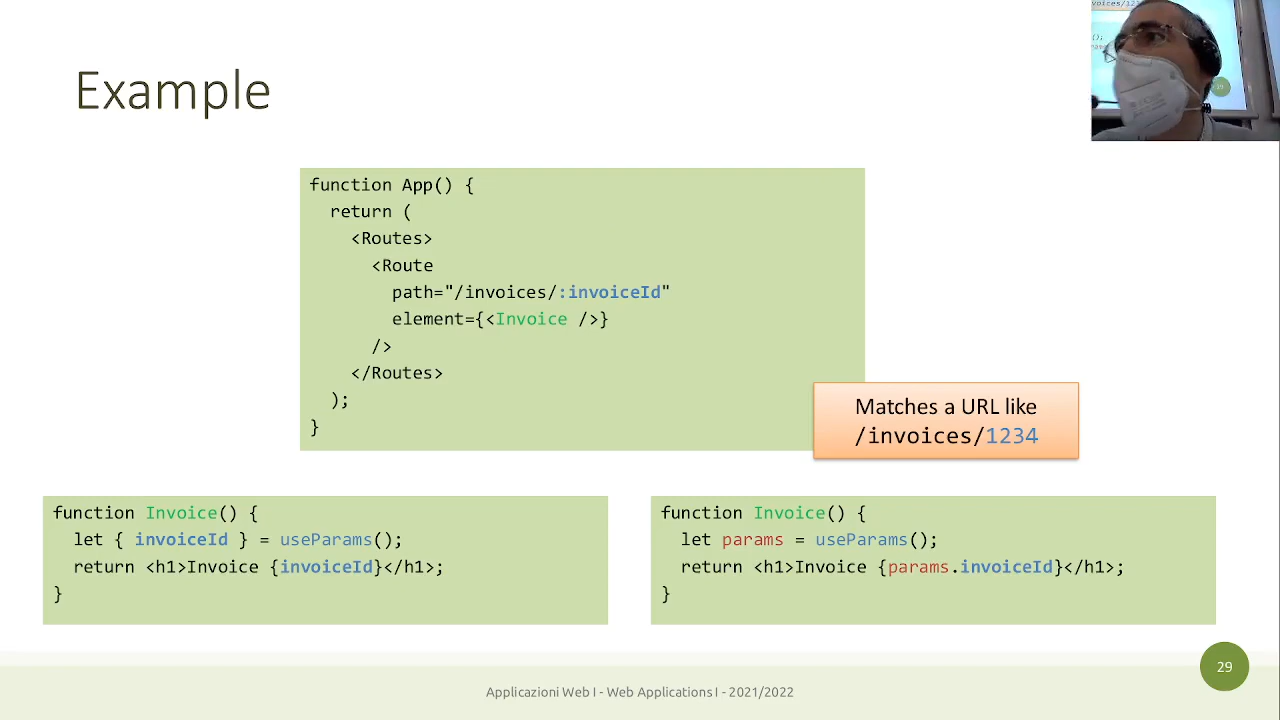 Example
function App() {
return (
<Routes>
<Route
path="/invoices/:invoiceId"
element={<Invoice />}
/>
</Routes>
);
}
Matches a URL like
/invoices/1234
function Invoice() {
let { invoiceId } = useParams();
return <h1>Invoice {invoiceId}</h1>;
}
function Invoice() {
let params = useParams();
return <h1>Invoice {params.invoiceId}</h1>;
}
29
Applicazioni Web I - Web Applications I - 2021/2022